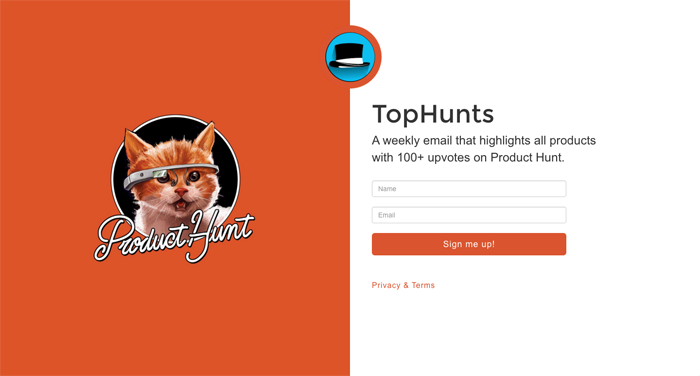 Product Hunt
TopHunts
A weekly email that highlights all products
with 100+ upvotes on Product Hunt.
Name
Email
Sign me up!
Privacy & Terms